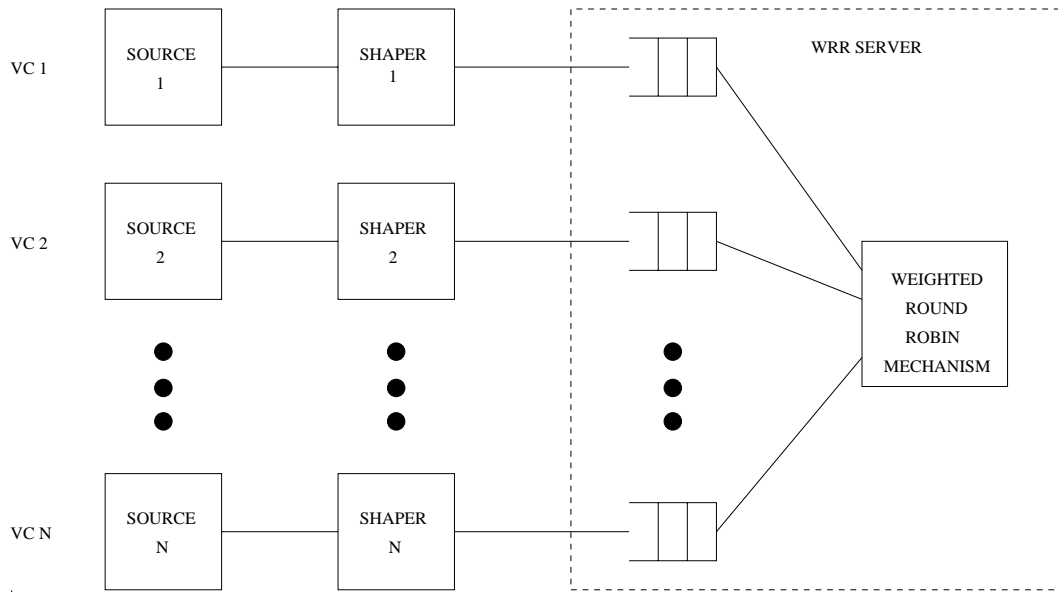 WRR SERVER
VC 1
SOURCE
1
SHAPER
1
VC 2
SOURCE
2
SHAPER
2
WEIGHTED
ROUND
ROBIN
MECHANISM
VC N
SOURCE
N
SHAPER
N